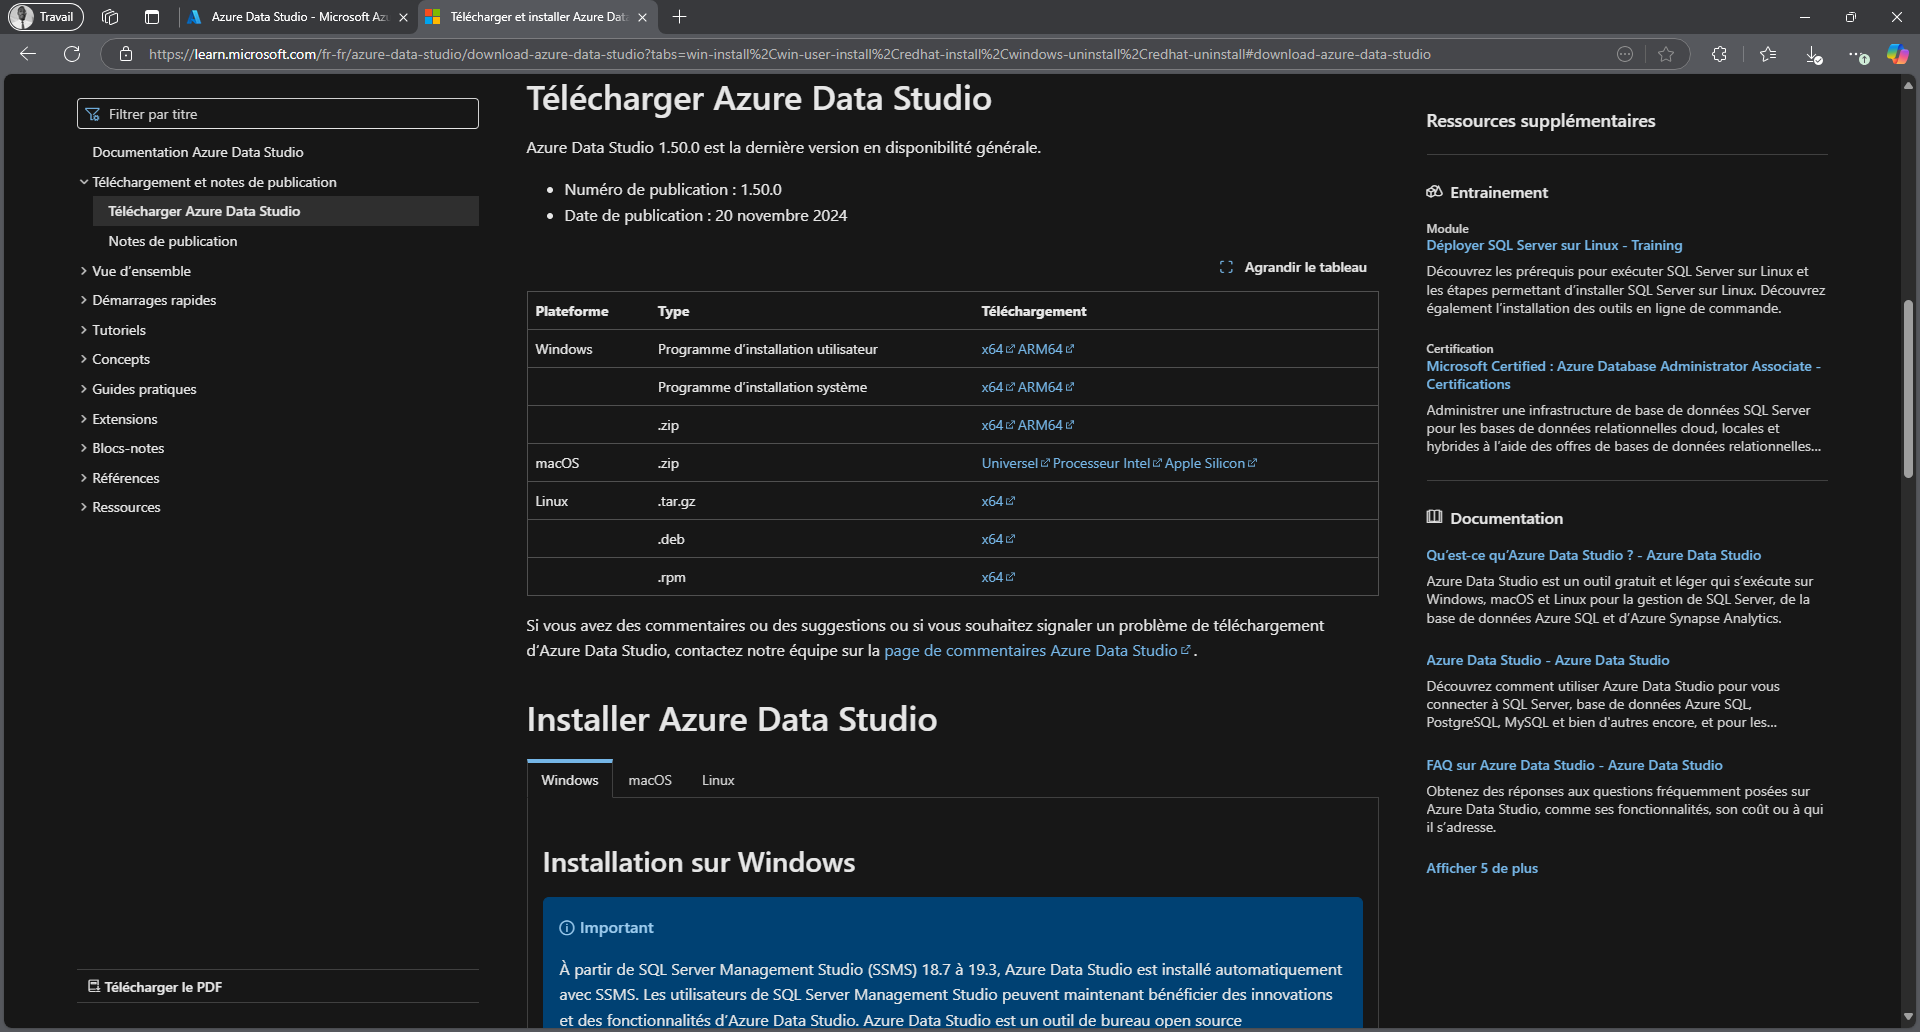 Travail
Azure Data Studio - Microsoft Az
Télécharger et installer Azure Dat
https://learn.microsoft.com/fr-fr/azure-data-studio/download-azure-data-studio?tabs=win-install%2Cwin-user-install%2Credhat-install%2Cwindows-uninstall%2Credhat-uninstall#download-azure-data-studio
Filtrer par titre
Documentation Azure Data Studio
Téléchargement et notes de publication
Télécharger Azure Data Studio
Notes de publication
Vue d’ensemble
Démarrages rapides
Tutoriels
Concepts
Guides pratiques
Extensions
Blocs-notes
Références
Ressources
Télécharger le PDF
Télécharger Azure Data Studio
Azure Data Studio 1.50.0 est la dernière version en disponibilité générale.
• Numéro de publication : 1.50.0
• Date de publication : 20 novembre 2024
Agrandir le tableau
Plateforme Type Téléchargement
Windows Programme d’installation utilisateur x64 ARM64
Programme d’installation système x64 ARM64
.zip x64 ARM64
macOS .zip Universel Processeur Intel Apple Silicon
Linux .tar.gz x64
.deb x64
.rpm x64
Si vous avez des commentaires ou des suggestions ou si vous souhaitez signaler un problème de téléchargement
d’Azure Data Studio, contactez notre équipe sur la page de commentaires Azure Data Studio .
Installer Azure Data Studio
Windows macOS Linux
Installation sur Windows
Important
À partir de SQL Server Management Studio (SSMS) 18.7 à 19.3, Azure Data Studio est installé automatiquement
avec SSMS. Les utilisateurs de SQL Server Management Studio peuvent maintenant bénéficier des innovations
et des fonctionnalités d’Azure Data Studio. Azure Data Studio est un outil de bureau open source
Ressources supplémentaires
Entrainement
Module
Déployer SQL Server sur Linux - Training
Découvrez les prérequis pour exécuter SQL Server sur Linux et
les étapes permettant d’installer SQL Server sur Linux. Découvrez
également l’installation des outils en ligne de commande.
Certification
Microsoft Certified : Azure Database Administrator Associate -
Certifications
Administrer une infrastructure de base de données SQL Server
pour les bases de données relationnelles cloud, locales et
hybrides à l’aide des offres de bases de données relationnelles...
Documentation
Qu’est-ce qu’Azure Data Studio ? - Azure Data Studio
Azure Data Studio est un outil gratuit et léger qui s’exécute sur
Windows, macOS et Linux pour la gestion de SQL Server, de la
base de données Azure SQL et d’Azure Synapse Analytics.
Azure Data Studio - Azure Data Studio
Découvrez comment utiliser Azure Data Studio pour vous
connecter à SQL Server, base de données Azure SQL,
PostgreSQL, MySQL et bien d'autres encore, et pour les...
FAQ sur Azure Data Studio - Azure Data Studio
Obtenez des réponses aux questions fréquemment posées sur
Azure Data Studio, comme ses fonctionnalités, son coût ou à qui
il s’adresse.
Afficher 5 de plus